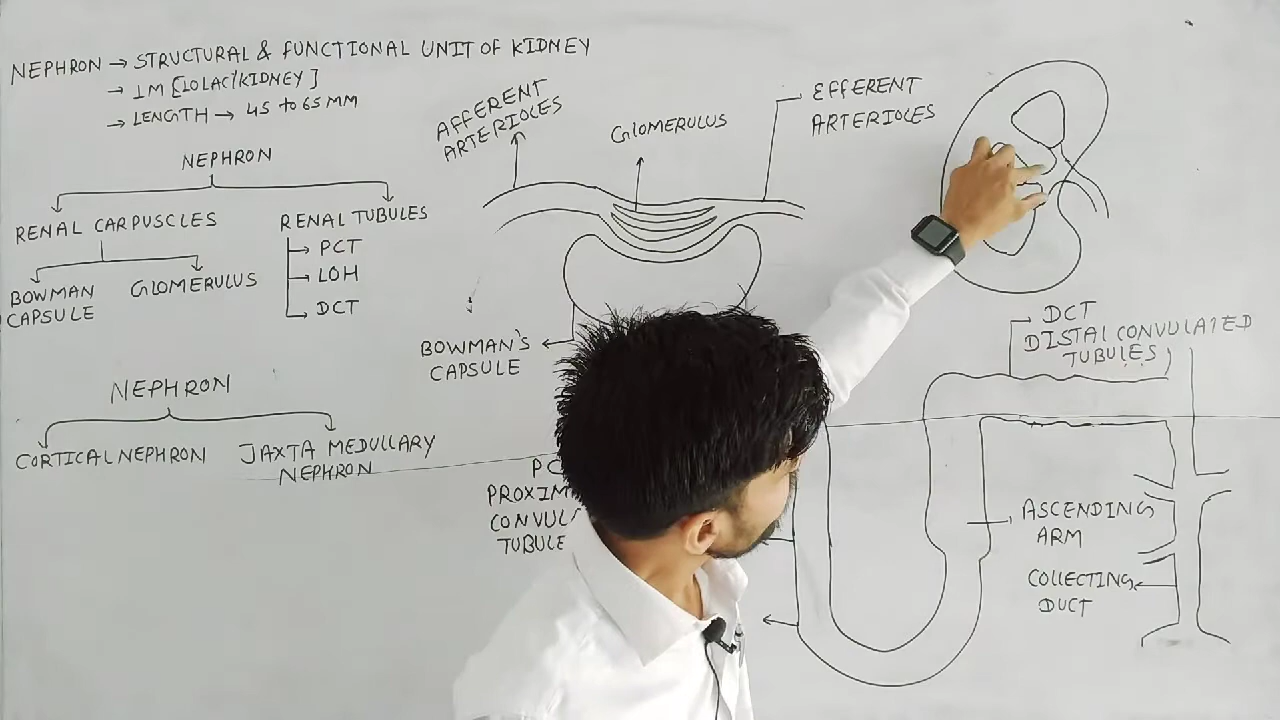 NEPHRON → STRUCTURAL & FUNCTIONAL UNIT OF KIDNEY
→ 1M [10LAC/KIDNEY]
→ LENGTH → 45 TO 65 MM
NEPHRON
RENAL CARPUSCLES
RENAL TUBULES
BOWMAN
CAPSULE
GLOMERULUS
→ PCT
→ LOH
→ DCT
NEPHRON
CORTICAL NEPHRON
JAXTA MEDULLARY
NEPHRON
AFFERENT
ARTERIOLES
GLOMERULUS
EFFERENT
ARTERIOLES
BOWMAN'S
CAPSULE
PC
PROXIM
CONVUL
TUBULE
DCT
DISTAL CONVULATED
TUBULES
ASCENDING
ARM
COLLECTING
DUCT